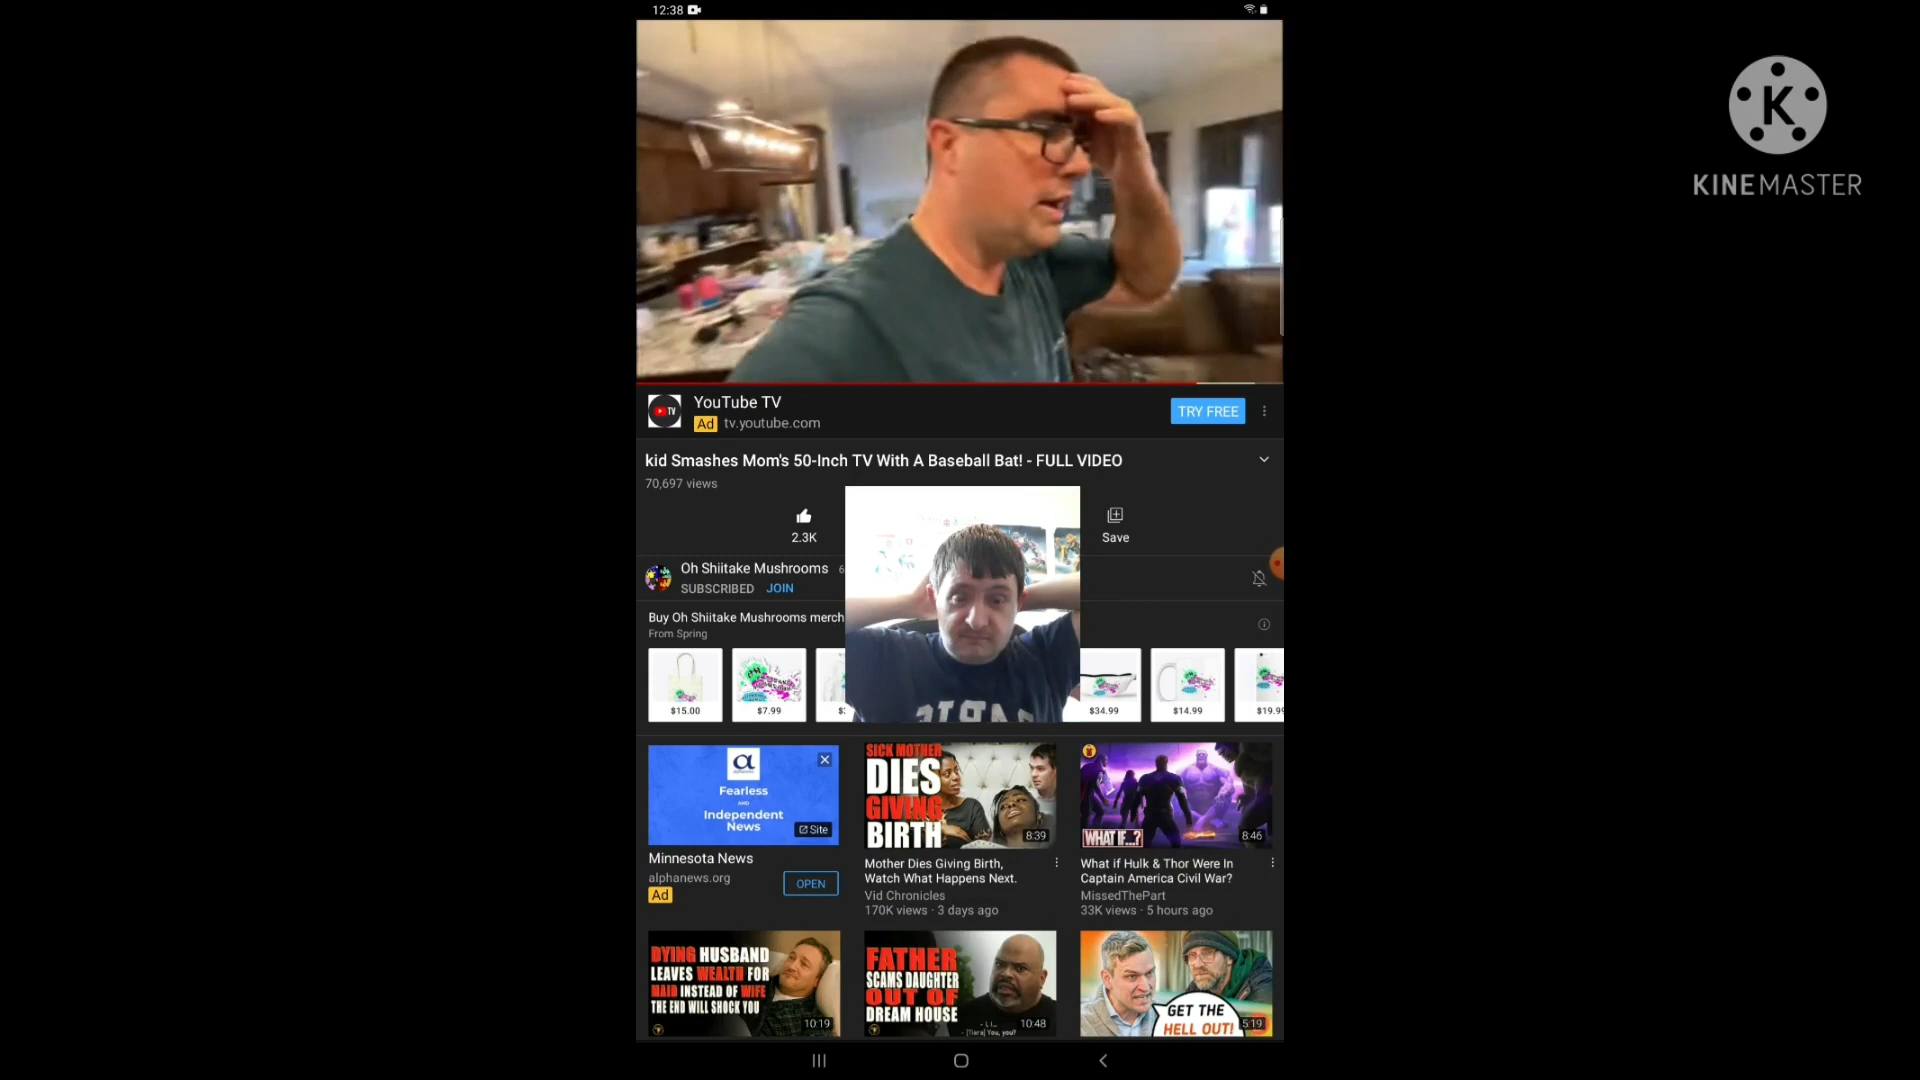 12:38
KINEMASTER
YouTube TV
Ad tv.youtube.com
TRY FREE
kid Smashes Mom's 50-Inch TV With A Baseball Bat! - FULL VIDEO
70,697 views
2.3K
Save
Oh Shiitake Mushrooms
SUBSCRIBED JOIN
Buy Oh Shiitake Mushrooms merch
From Spring
$15.00
$7.99
$34.99
$14.99
$19.99
Fearless
AND
Independent
News
Site
Minnesota News
alphanews.org
Ad
OPEN
SICK MOTHER
DIES
GIVING
BIRTH
8:39
Mother Dies Giving Birth,
Watch What Happens Next.
Vid Chronicles
170K views · 3 days ago
WHAT IF...?
8:46
What if Hulk & Thor Were In
Captain America Civil War?
MissedThePart
33K views · 5 hours ago
DYING HUSBAND
LEAVES WEALTH FOR
MAID INSTEAD OF WIFE
THE END WILL SHOCK YOU
10:19
FATHER
SCAMS DAUGHTER
OUT OF
DREAM HOUSE
- [Tiara] You, you?
10:48
GET THE
HELL OUT!
5:19